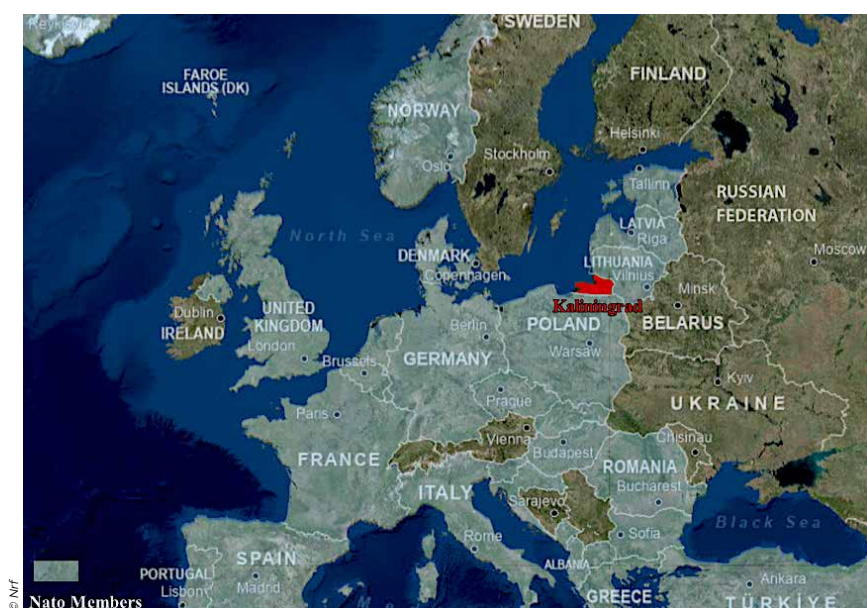 Reykjavik
SWEDEN
FAROE
ISLANDS (DK)
FINLAND
NORWAY
Helsinki
Oslo
Stockholm
Tallinn
RUSSIAN
FEDERATION
North Sea
LATVIA
Riga
Moscow
DENMARK
Copenhagen
LITHUANIA
Vilnius
Minsk
Kaliningrad
Dublin
IRELAND
UNITED
KINGDOM
London
Berlin
POLAND
BELARUS
Brussels
GERMANY
Warsaw
Prague
Kyiv
UKRAINE
Paris
Vienna
Chisinau
Budapest
FRANCE
ROMANIA
ITALY
Bucharest
Sarajevo
Black Sea
Rome
Sofia
SPAIN
ALBANIA
PORTUGAL
Madrid
Ankara
Lisbon
GREECE
TÜRKİYE
Nato Members
© Nrf